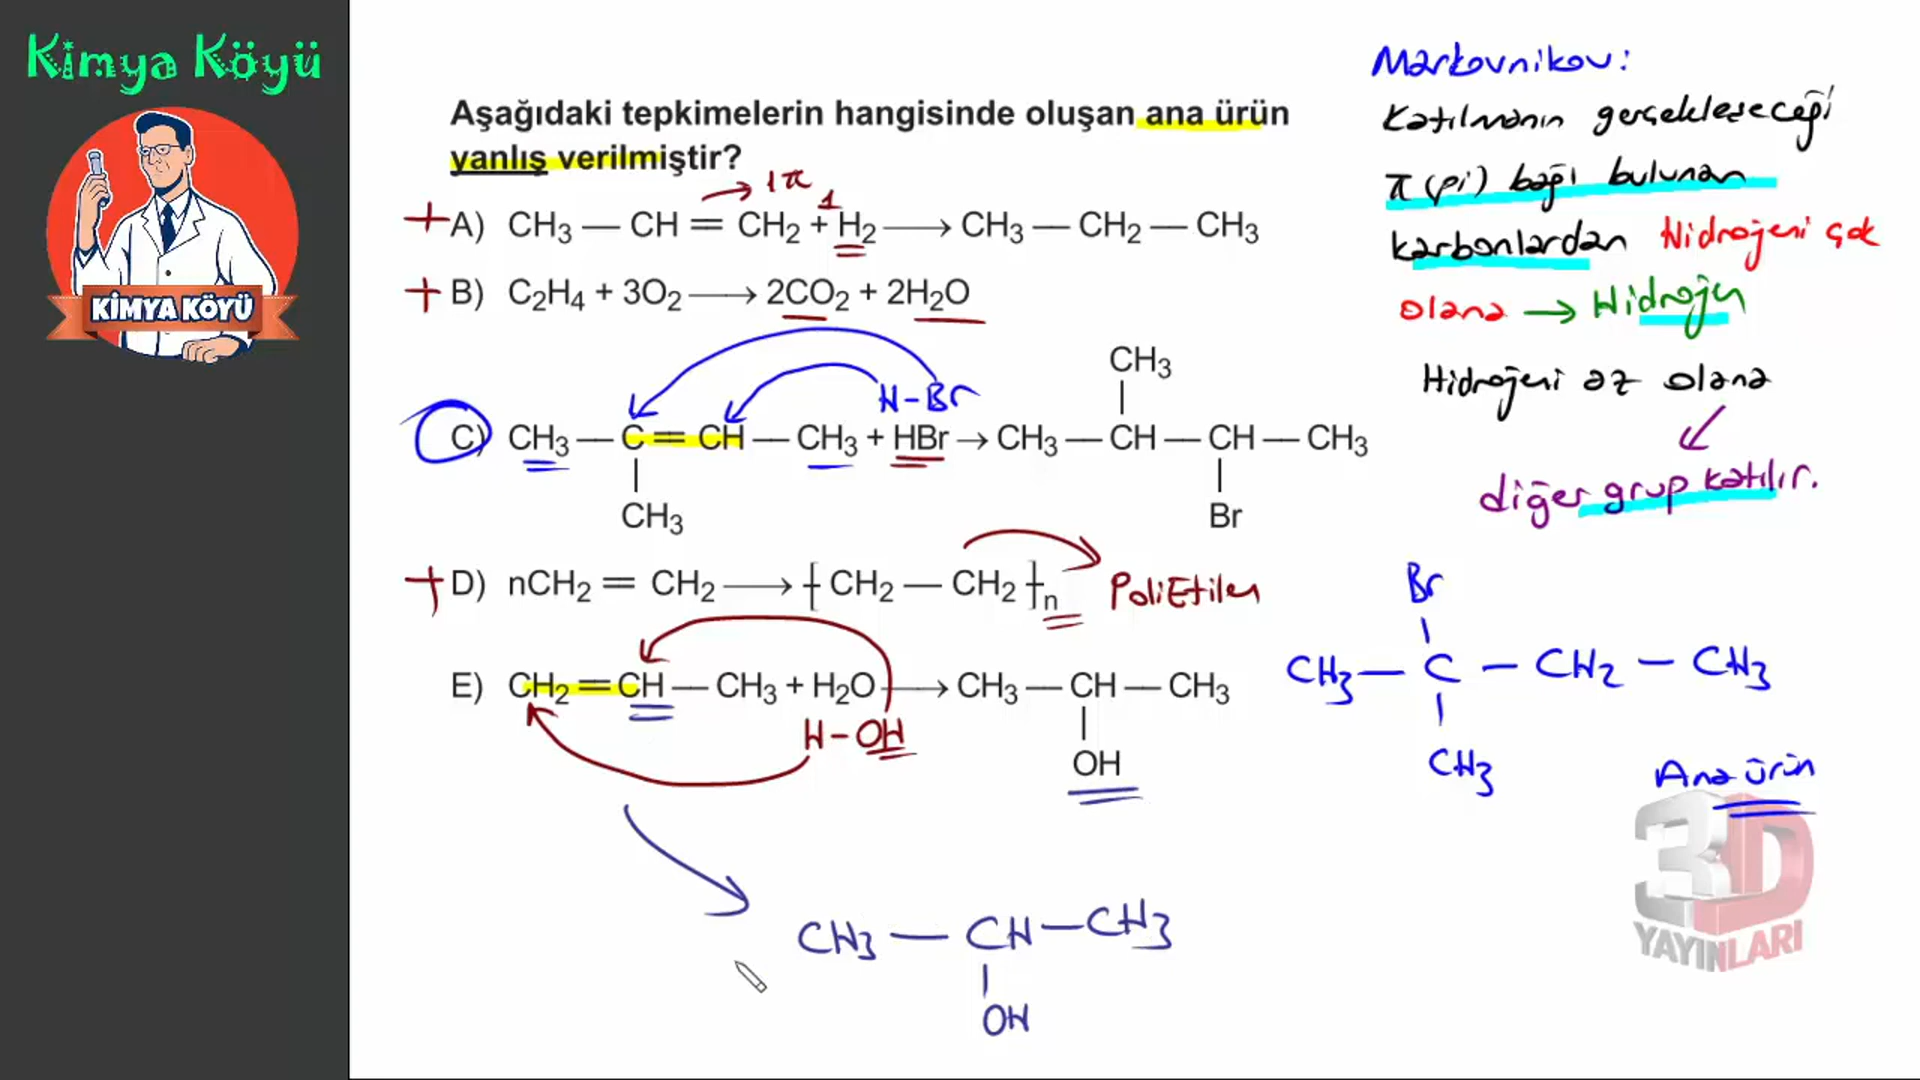 Kimya Köyü
KİMYA KÖYÜ
Aşağıdaki tepkimelerin hangisinde oluşan ana ürün
yanlış verilmiştir?
1π
1
+ A) CH3 — CH = CH2 + H2 ⟶ CH3 — CH2 — CH3
+ B) C2H4 + 3O2 ⟶ 2CO2 + 2H2O
CH3
|
H-Br
C) CH3 — C = CH — CH3 + HBr → CH3 — CH — CH — CH3
| |
CH3 Br
+ D) nCH2 = CH2 ⟶ [CH2 — CH2]n PoliEtilen
E) CH2 = CH — CH3 + H2O ⟶ CH3 — CH — CH3
H-OH |
OH
CH3 — CH — CH3
|
OH
Markovnikov:
Katılmanın gerçekleşeceği
π (pi) bağı bulunan
karbonlardan Hidrojeni çok
olana → Hidrojen
Hidrojeni az olana
diğer grup katılır.
Br
|
CH3 — C — CH2 — CH3
|
CH3
Ana ürün
3D
YAYINLARI